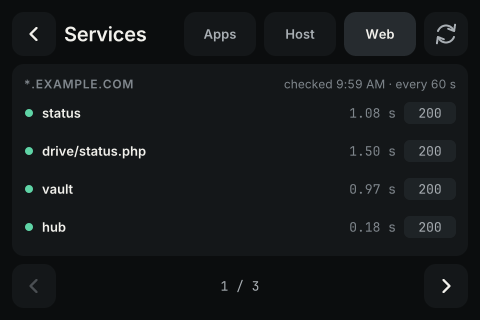 Services
Apps
Host
Web
*.EXAMPLE.COM
checked 9:59 AM · every 60 s
status 1.08 s 200
drive/status.php 1.50 s 200
vault 0.97 s 200
hub 0.18 s 200
1 / 3